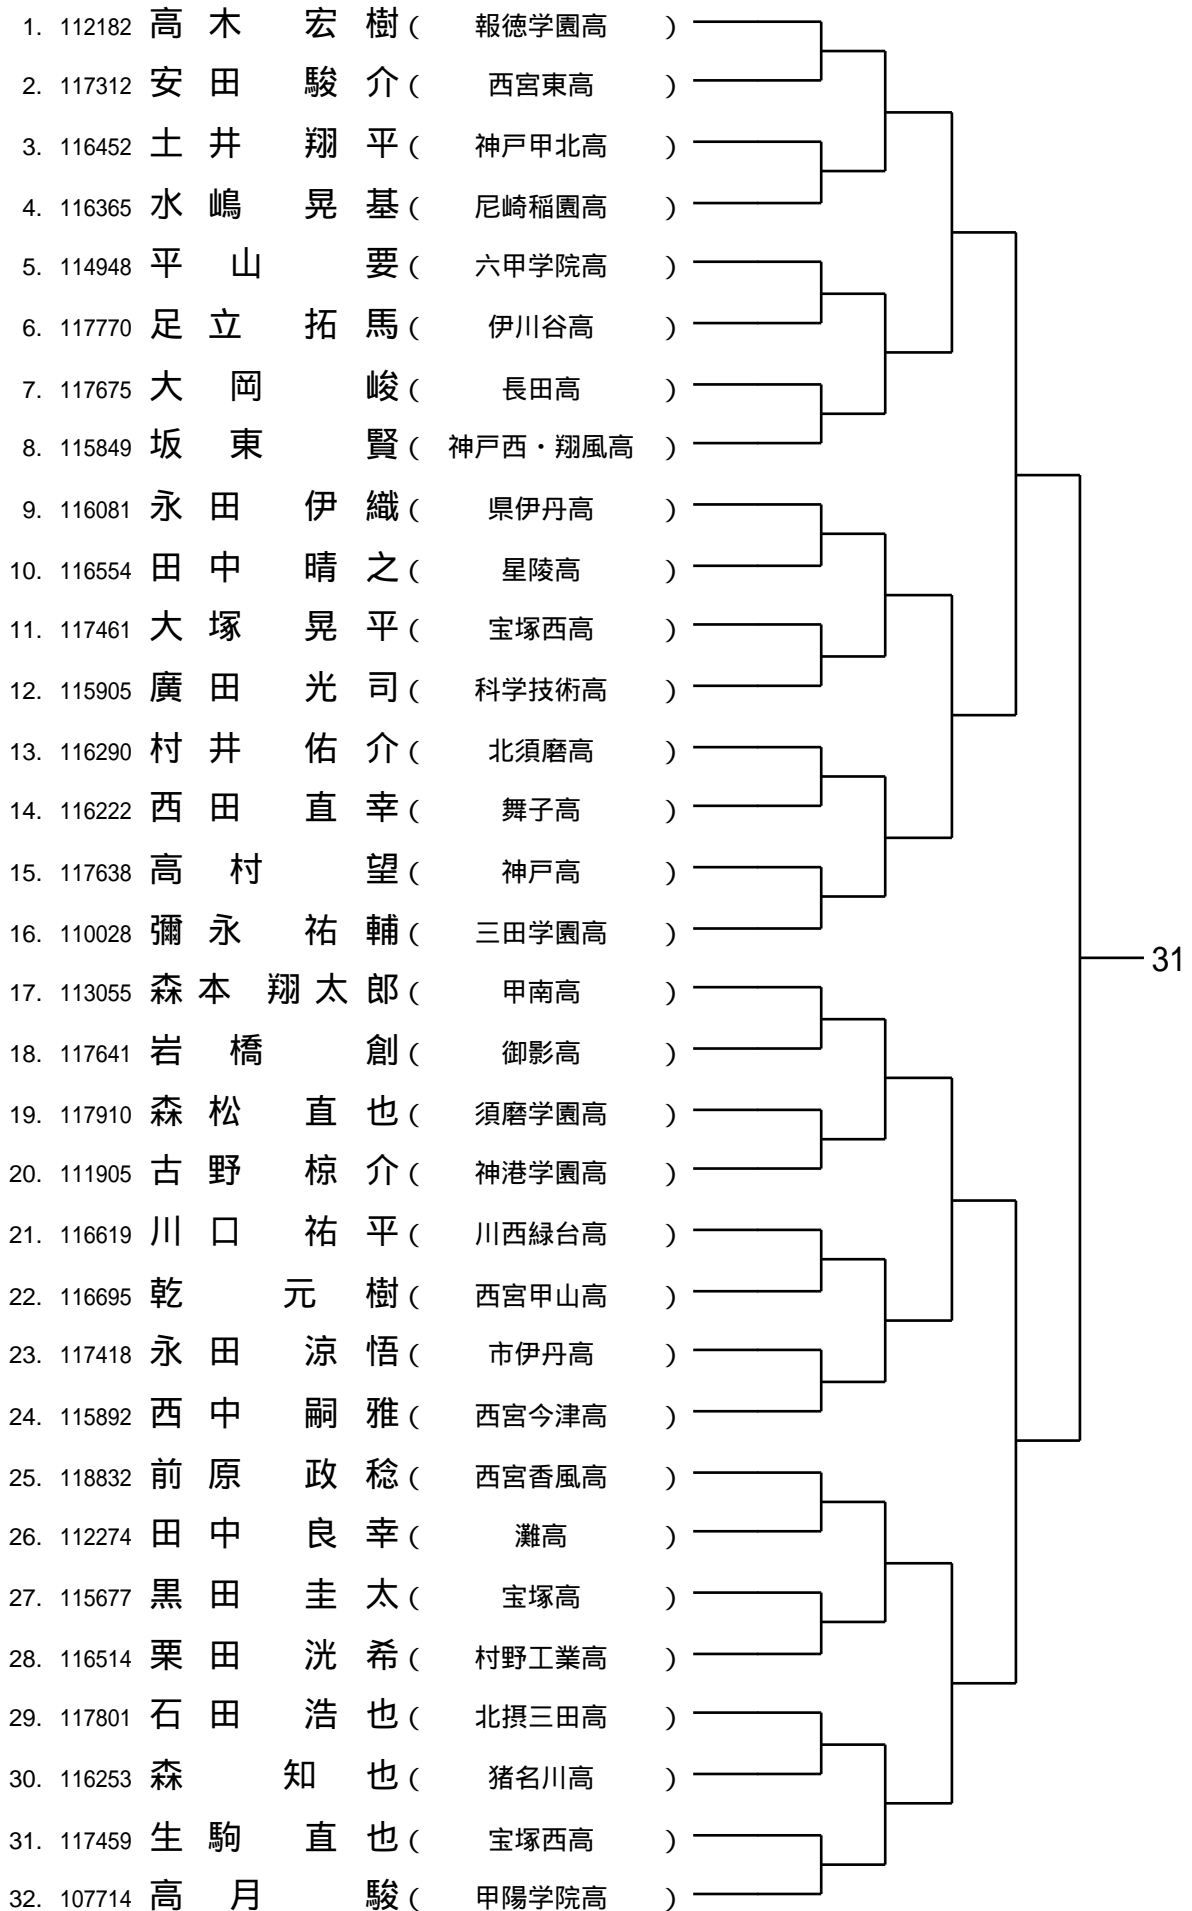 1. 112182 高木 宏樹 ( 報徳学園高 )
2. 117312 安田 駿介 ( 西宮東高 )
3. 116452 土井 翔平 ( 神戸甲北高 )
4. 116365 水嶋 晃基 ( 尼崎稲園高 )
5. 114948 平山 要 ( 六甲学院高 )
6. 117770 足立 拓馬 ( 伊川谷高 )
7. 117675 大岡 峻 ( 長田高 )
8. 115849 坂東 賢 ( 神戸西・翔風高 )
9. 116081 永田 伊織 ( 県伊丹高 )
10. 116554 田中 晴之 ( 星陵高 )
11. 117461 大塚 晃平 ( 宝塚西高 )
12. 115905 廣田 光司 ( 科学技術高 )
13. 116290 村井 佑介 ( 北須磨高 )
14. 116222 西田 直幸 ( 舞子高 )
15. 117638 高村 望 ( 神戸高 )
16. 110028 彌永 祐輔 ( 三田学園高 )
31
17. 113055 森本 翔太郎 ( 甲南高 )
18. 117641 岩橋 創 ( 御影高 )
19. 117910 森松 直也 ( 須磨学園高 )
20. 111905 古野 椋介 ( 神港学園高 )
21. 116619 川口 祐平 ( 川西緑台高 )
22. 116695 乾 元樹 ( 西宮甲山高 )
23. 117418 永田 涼悟 ( 市伊丹高 )
24. 115892 西中 嗣雅 ( 西宮今津高 )
25. 118832 前原 政稔 ( 西宮香風高 )
26. 112274 田中 良幸 ( 灘高 )
27. 115677 黒田 圭太 ( 宝塚高 )
28. 116514 栗田 洸希 ( 村野工業高 )
29. 117801 石田 浩也 ( 北摂三田高 )
30. 116253 森 知也 ( 猪名川高 )
31. 117459 生駒 直也 ( 宝塚西高 )
32. 107714 高月 駿 ( 甲陽学院高 )